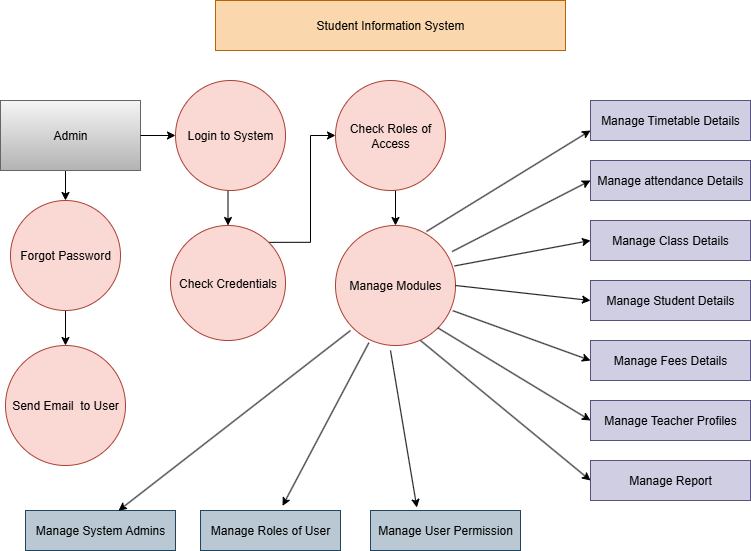 Student Information System
Admin
Login to System
Check Roles of
Access
Manage Timetable Details
Manage attendance Details
Forgot Password
Check Credentials
Manage Modules
Manage Class Details
Manage Student Details
Manage Fees Details
Send Email  to User
Manage Teacher Profiles
Manage Report
Manage System Admins
Manage Roles of User
Manage User Permission